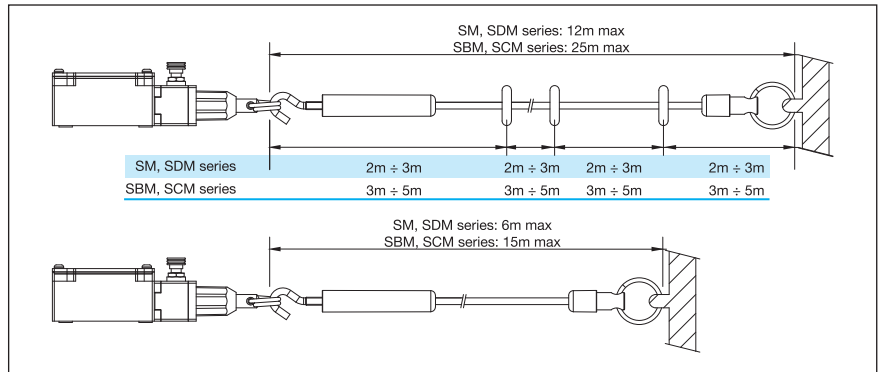 SM, SDM series: 12m max
SBM, SCM series: 25m max
SM, SDM series 2m ÷ 3m 2m ÷ 3m 2m ÷ 3m 2m ÷ 3m
SBM, SCM series 3m ÷ 5m 3m ÷ 5m 3m ÷ 5m 3m ÷ 5m
SM, SDM series: 6m max
SBM, SCM series: 15m max